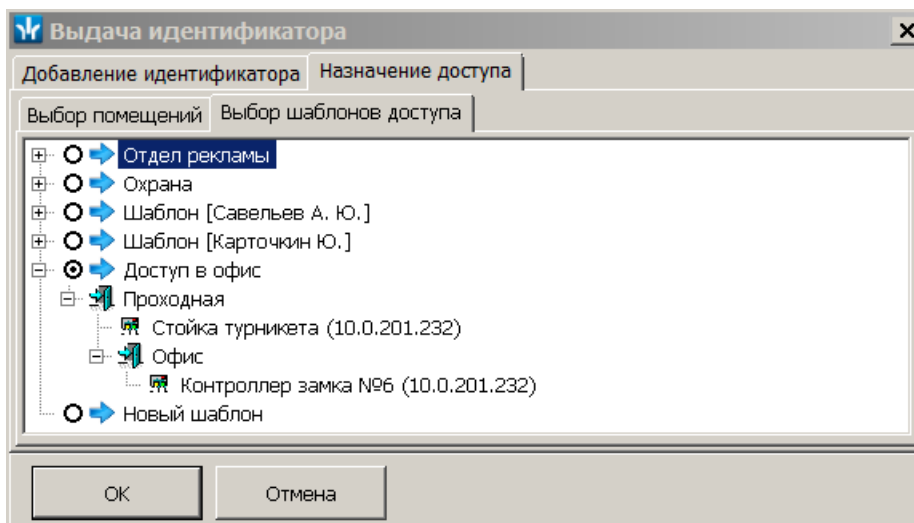 Выдача идентификатора
Добавление идентификатора Назначение доступа
Выбор помещений Выбор шаблонов доступа
Отдел рекламы
Охрана
Шаблон [Савельев А. Ю.]
Шаблон [Карточкин Ю.]
Доступ в офис
Проходная
Стойка турникета (10.0.201.232)
Офис
Контроллер замка №6 (10.0.201.232)
Новый шаблон
OK Отмена